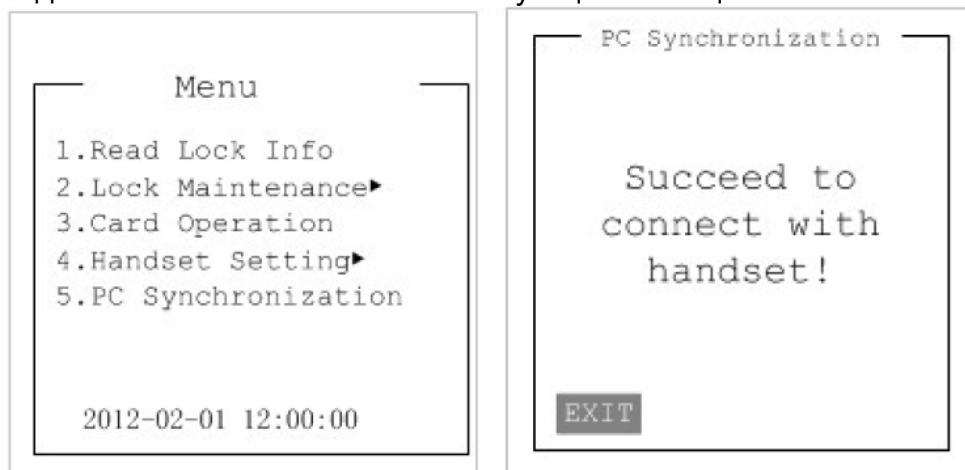 Menu
1.Read Lock Info
2.Lock Maintenance▶
3.Card Operation
4.Handset Setting▶
5.PC Synchronization
2012-02-01 12:00:00
PC Synchronization
Succeed to
connect with
handset!
EXIT